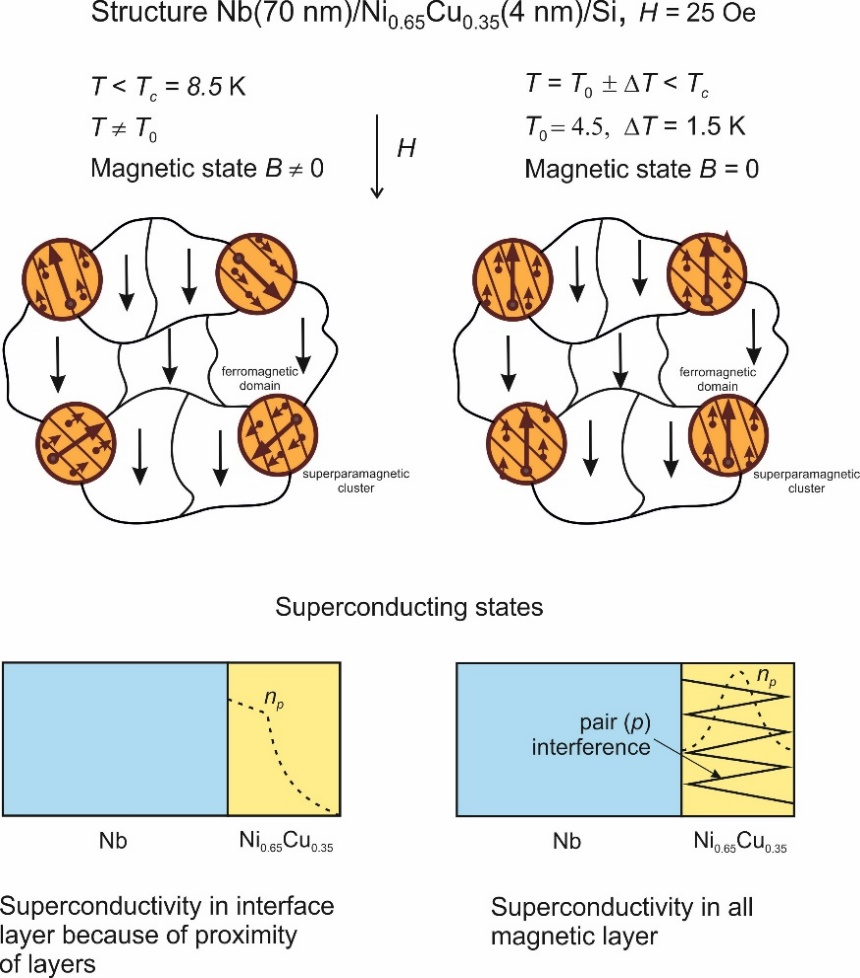 Structure Nb(70 nm)/Ni0.65Cu0.35(4 nm)/Si, H = 25 Oe
T < Tc = 8.5 K
T ≠ T0
Magnetic state B ≠ 0
H
T = T0 ± ΔT < Tc
T0 = 4.5, ΔT = 1.5 K
Magnetic state B = 0
ferromagnetic
domain
superparamagnetic
cluster
ferromagnetic
domain
superparamagnetic
cluster
Superconducting states
np
Nb
Ni0.65Cu0.35
np
pair (p)
interference
Nb
Ni0.65Cu0.35
Superconductivity in interface
layer because of proximity
of layers
Superconductivity in all
magnetic layer